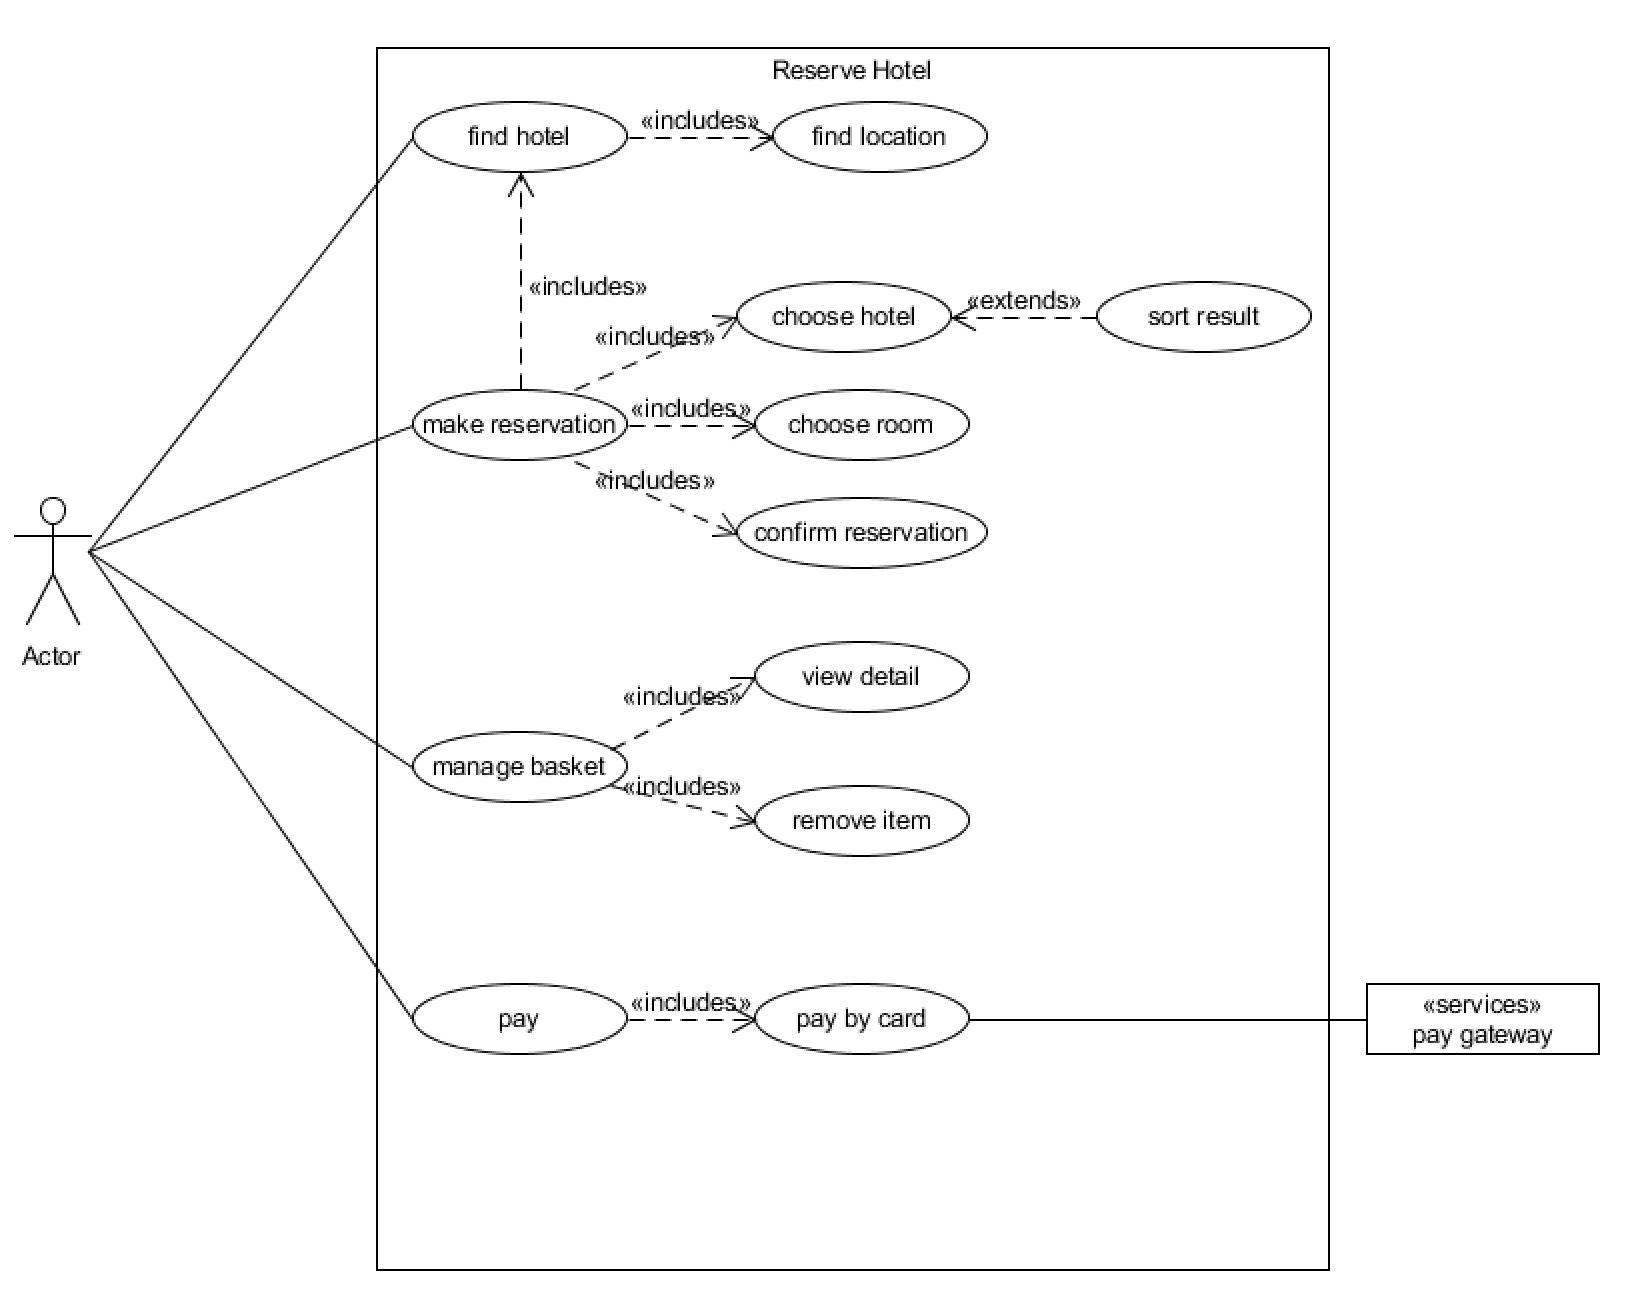 Reserve Hotel
find hotel
«includes»
find location
«includes»
«includes»
choose hotel
«extends»
sort result
make reservation
«includes»
choose room
«includes»
confirm reservation
Actor
«includes»
view detail
manage basket
«includes»
remove item
pay
«includes»
pay by card
«services»
pay gateway